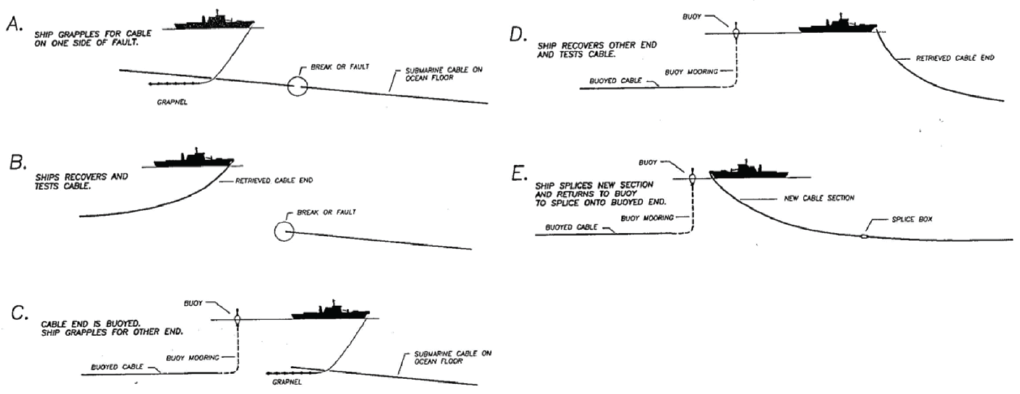 A.
SHIP GRAPPLES FOR CABLE
ON ONE SIDE OF FAULT.
BREAK OR FAULT
SUBMARINE CABLE ON
OCEAN FLOOR
GRAPNEL
B.
SHIPS RECOVERS AND
TESTS CABLE.
RETRIEVED CABLE END
BREAK OR FAULT
C.
CABLE END IS BUOYED.
SHIP GRAPPLES FOR OTHER END.
BUOY
BUOY MOORING
BUOYED CABLE
SUBMARINE CABLE ON
OCEAN FLOOR
GRAPNEL
D.
SHIP RECOVERS OTHER END
AND TESTS CABLE.
BUOY
BUOY MOORING
BUOYED CABLE
RETRIEVED CABLE END
E.
SHIP SPLICES NEW SECTION
AND RETURNS TO BUOY
TO SPLICE ONTO BUOYED END.
BUOY
BUOY MOORING
BUOYED CABLE
NEW CABLE SECTION
SPLICE BOX